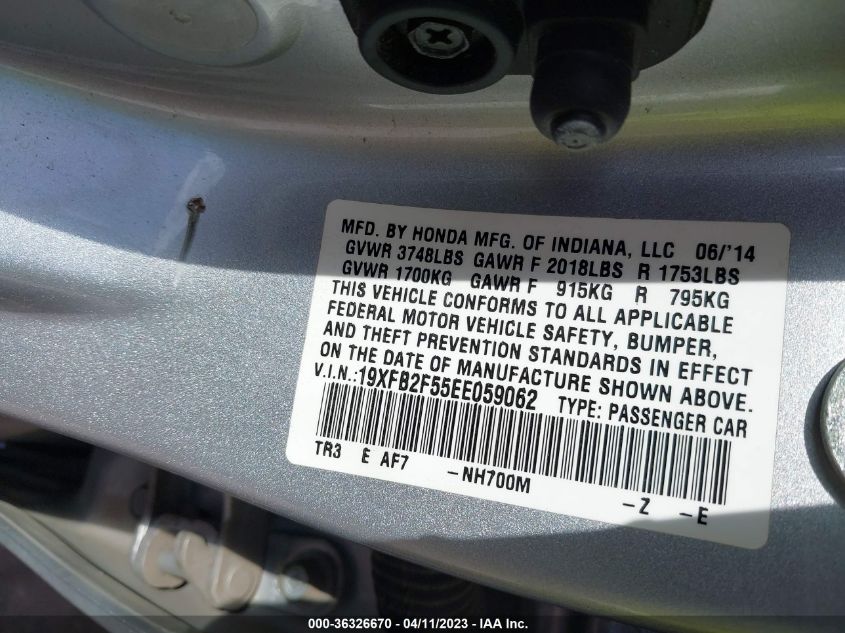 MFD. BY HONDA MFG. OF INDIANA, LLC 06/'14
GVWR 3748LBS GAWR F 2018LBS R 1753LBS
GVWR 1700KG GAWR F 915KG R 795KG
THIS VEHICLE CONFORMS TO ALL APPLICABLE
FEDERAL MOTOR VEHICLE SAFETY, BUMPER,
AND THEFT PREVENTION STANDARDS IN EFFECT
ON THE DATE OF MANUFACTURE SHOWN ABOVE.
V.I.N.:19XFB2F55EE059062 TYPE: PASSENGER CAR
TR3 E AF7 -NH700M -Z -E
000-36326670 / 04/11/2023 - IAA Inc.